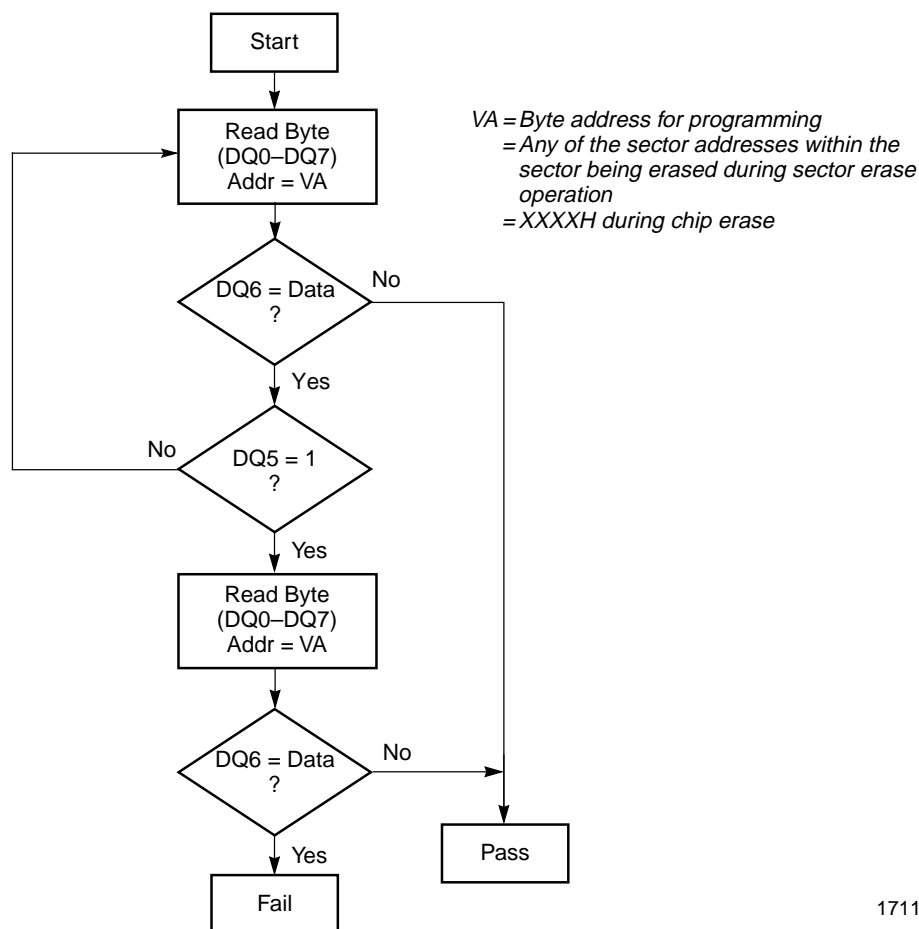 Start
Read Byte
(DQ0–DQ7)
Addr = VA
VA = Byte address for programming
= Any of the sector addresses within the
sector being erased during sector erase
operation
= XXXXH during chip erase
DQ6 = Data
?
No
Yes
DQ5 = 1
?
No
Yes
Read Byte
(DQ0–DQ7)
Addr = VA
DQ6 = Data
?
No
Yes
Pass
Fail
1711